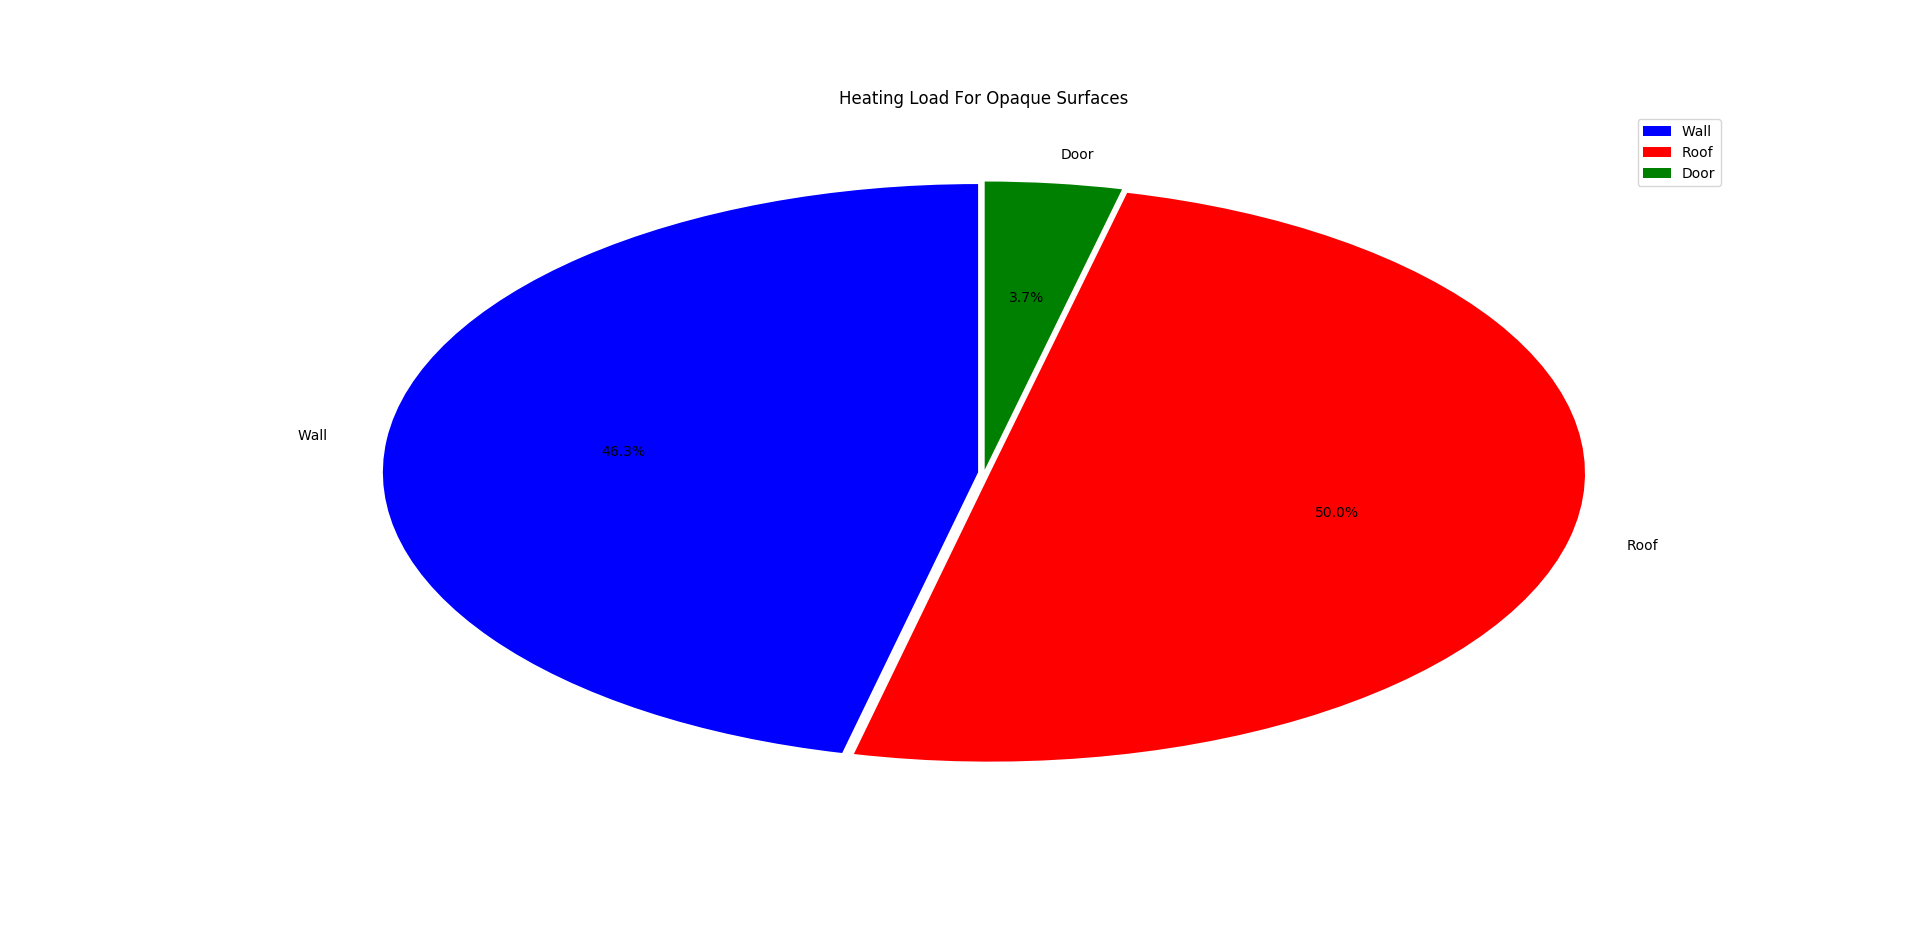 Heating Load For Opaque Surfaces
Wall
Roof
Door
Door
3.7%
Wall
46.3%
50.0%
Roof